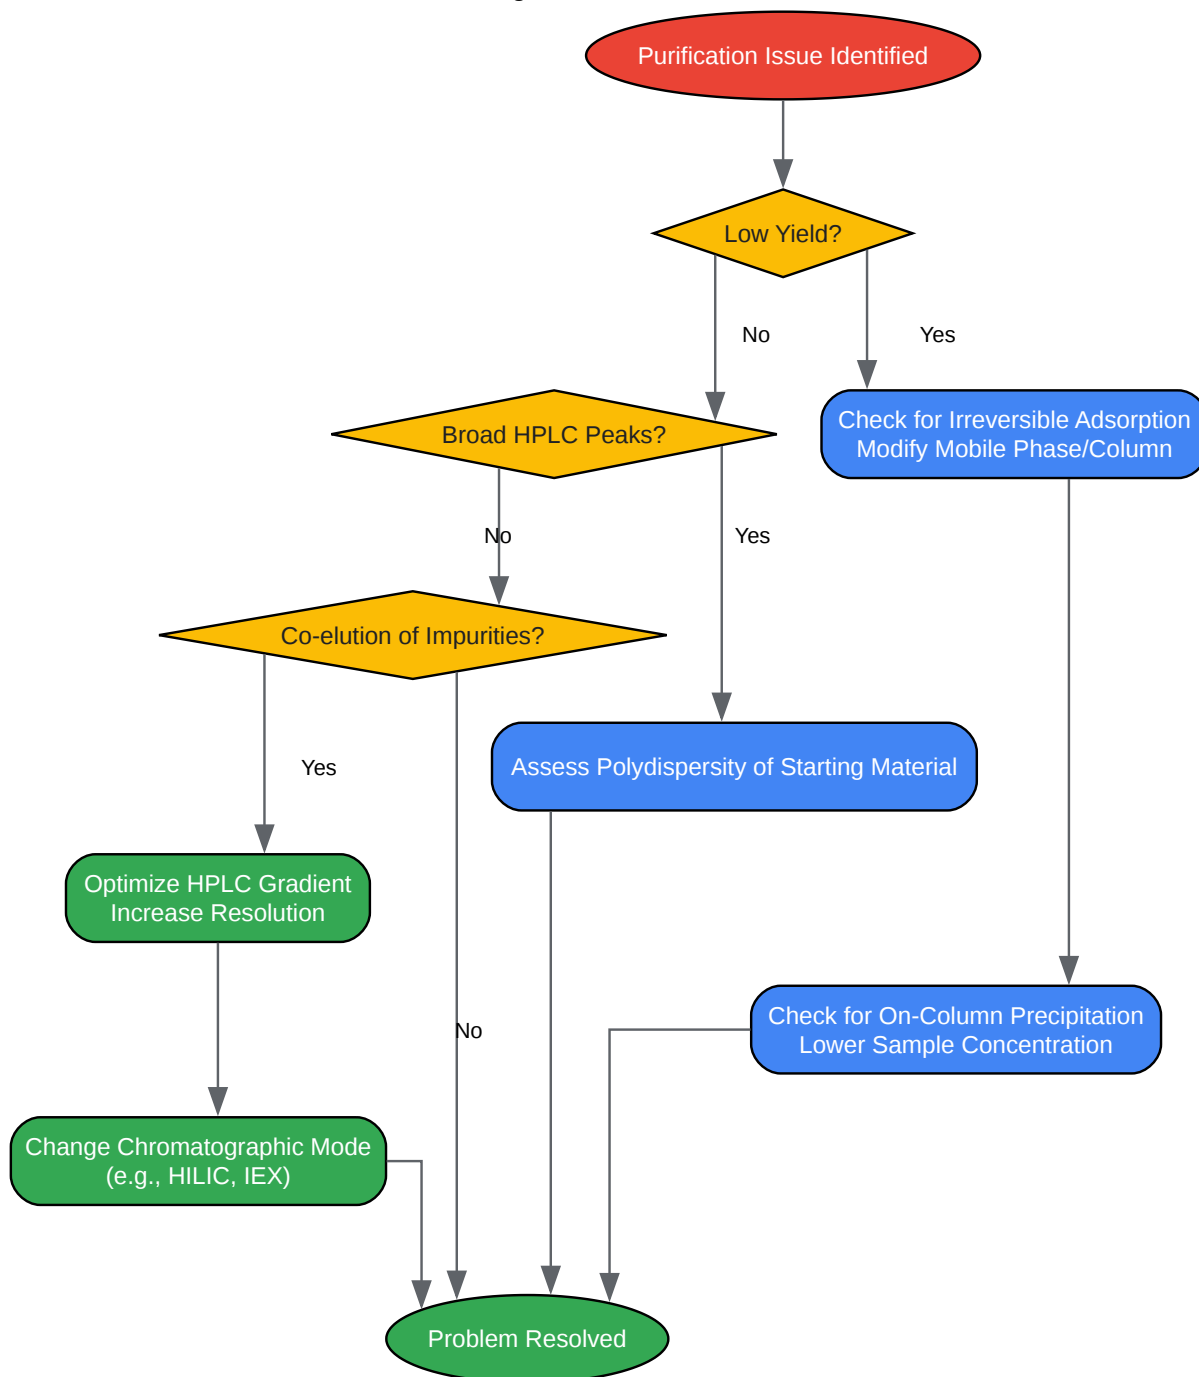 Purification Issue Identified
Low Yield?
No
Yes
Broad HPLC Peaks?
Check for Irreversible Adsorption
Modify Mobile Phase/Column
No
Yes
Co-elution of Impurities?
Yes
Assess Polydispersity of Starting Material
Optimize HPLC Gradient
Increase Resolution
No
Check for On-Column Precipitation
Lower Sample Concentration
Change Chromatographic Mode
(e.g., HILIC, IEX)
Problem Resolved